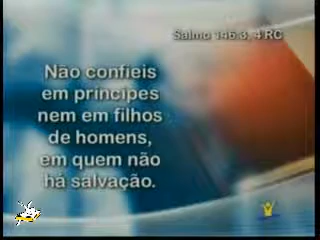 Salmo 146:3, 4 RC
Não confieis
em príncipes
nem em filhos
de homens,
em quem não
há salvação.